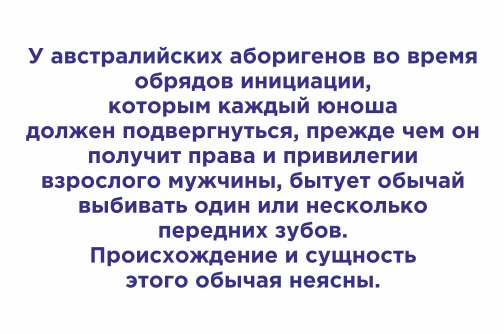 У австралийских аборигенов во время
обрядов инициации,
которым каждый юноша
должен подвергнуться, прежде чем он
получит права и привилегии
взрослого мужчины, бытует обычай
выбивать один или несколько
передних зубов.
Происхождение и сущность
этого обычая неясны.